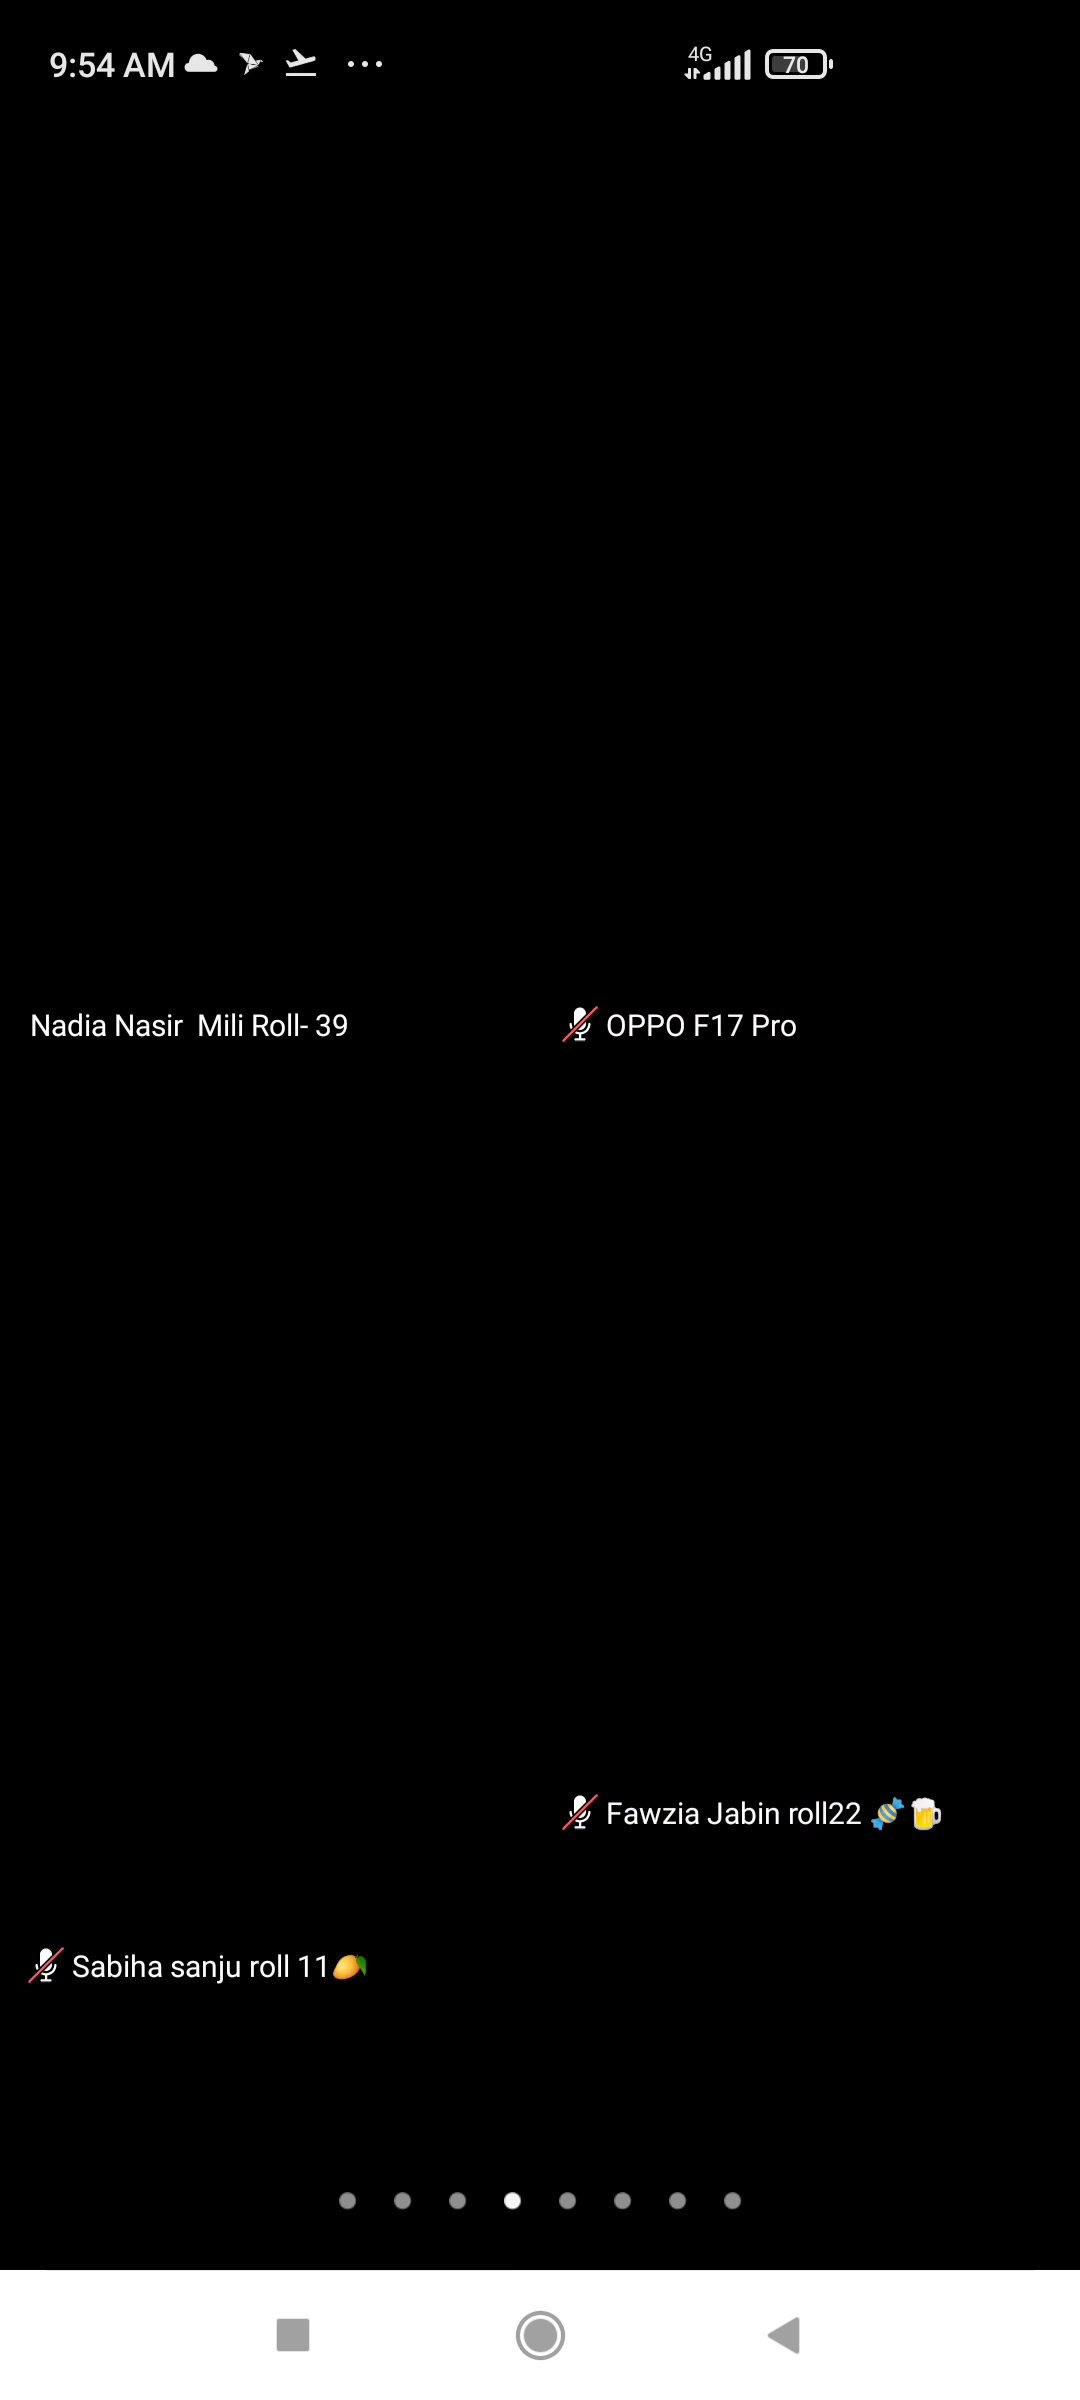 9:54 AM 4G 70
Nadia Nasir  Mili Roll- 39
OPPO F17 Pro
Fawzia Jabin roll22 🍬🍺
Sabiha sanju roll 11🥭